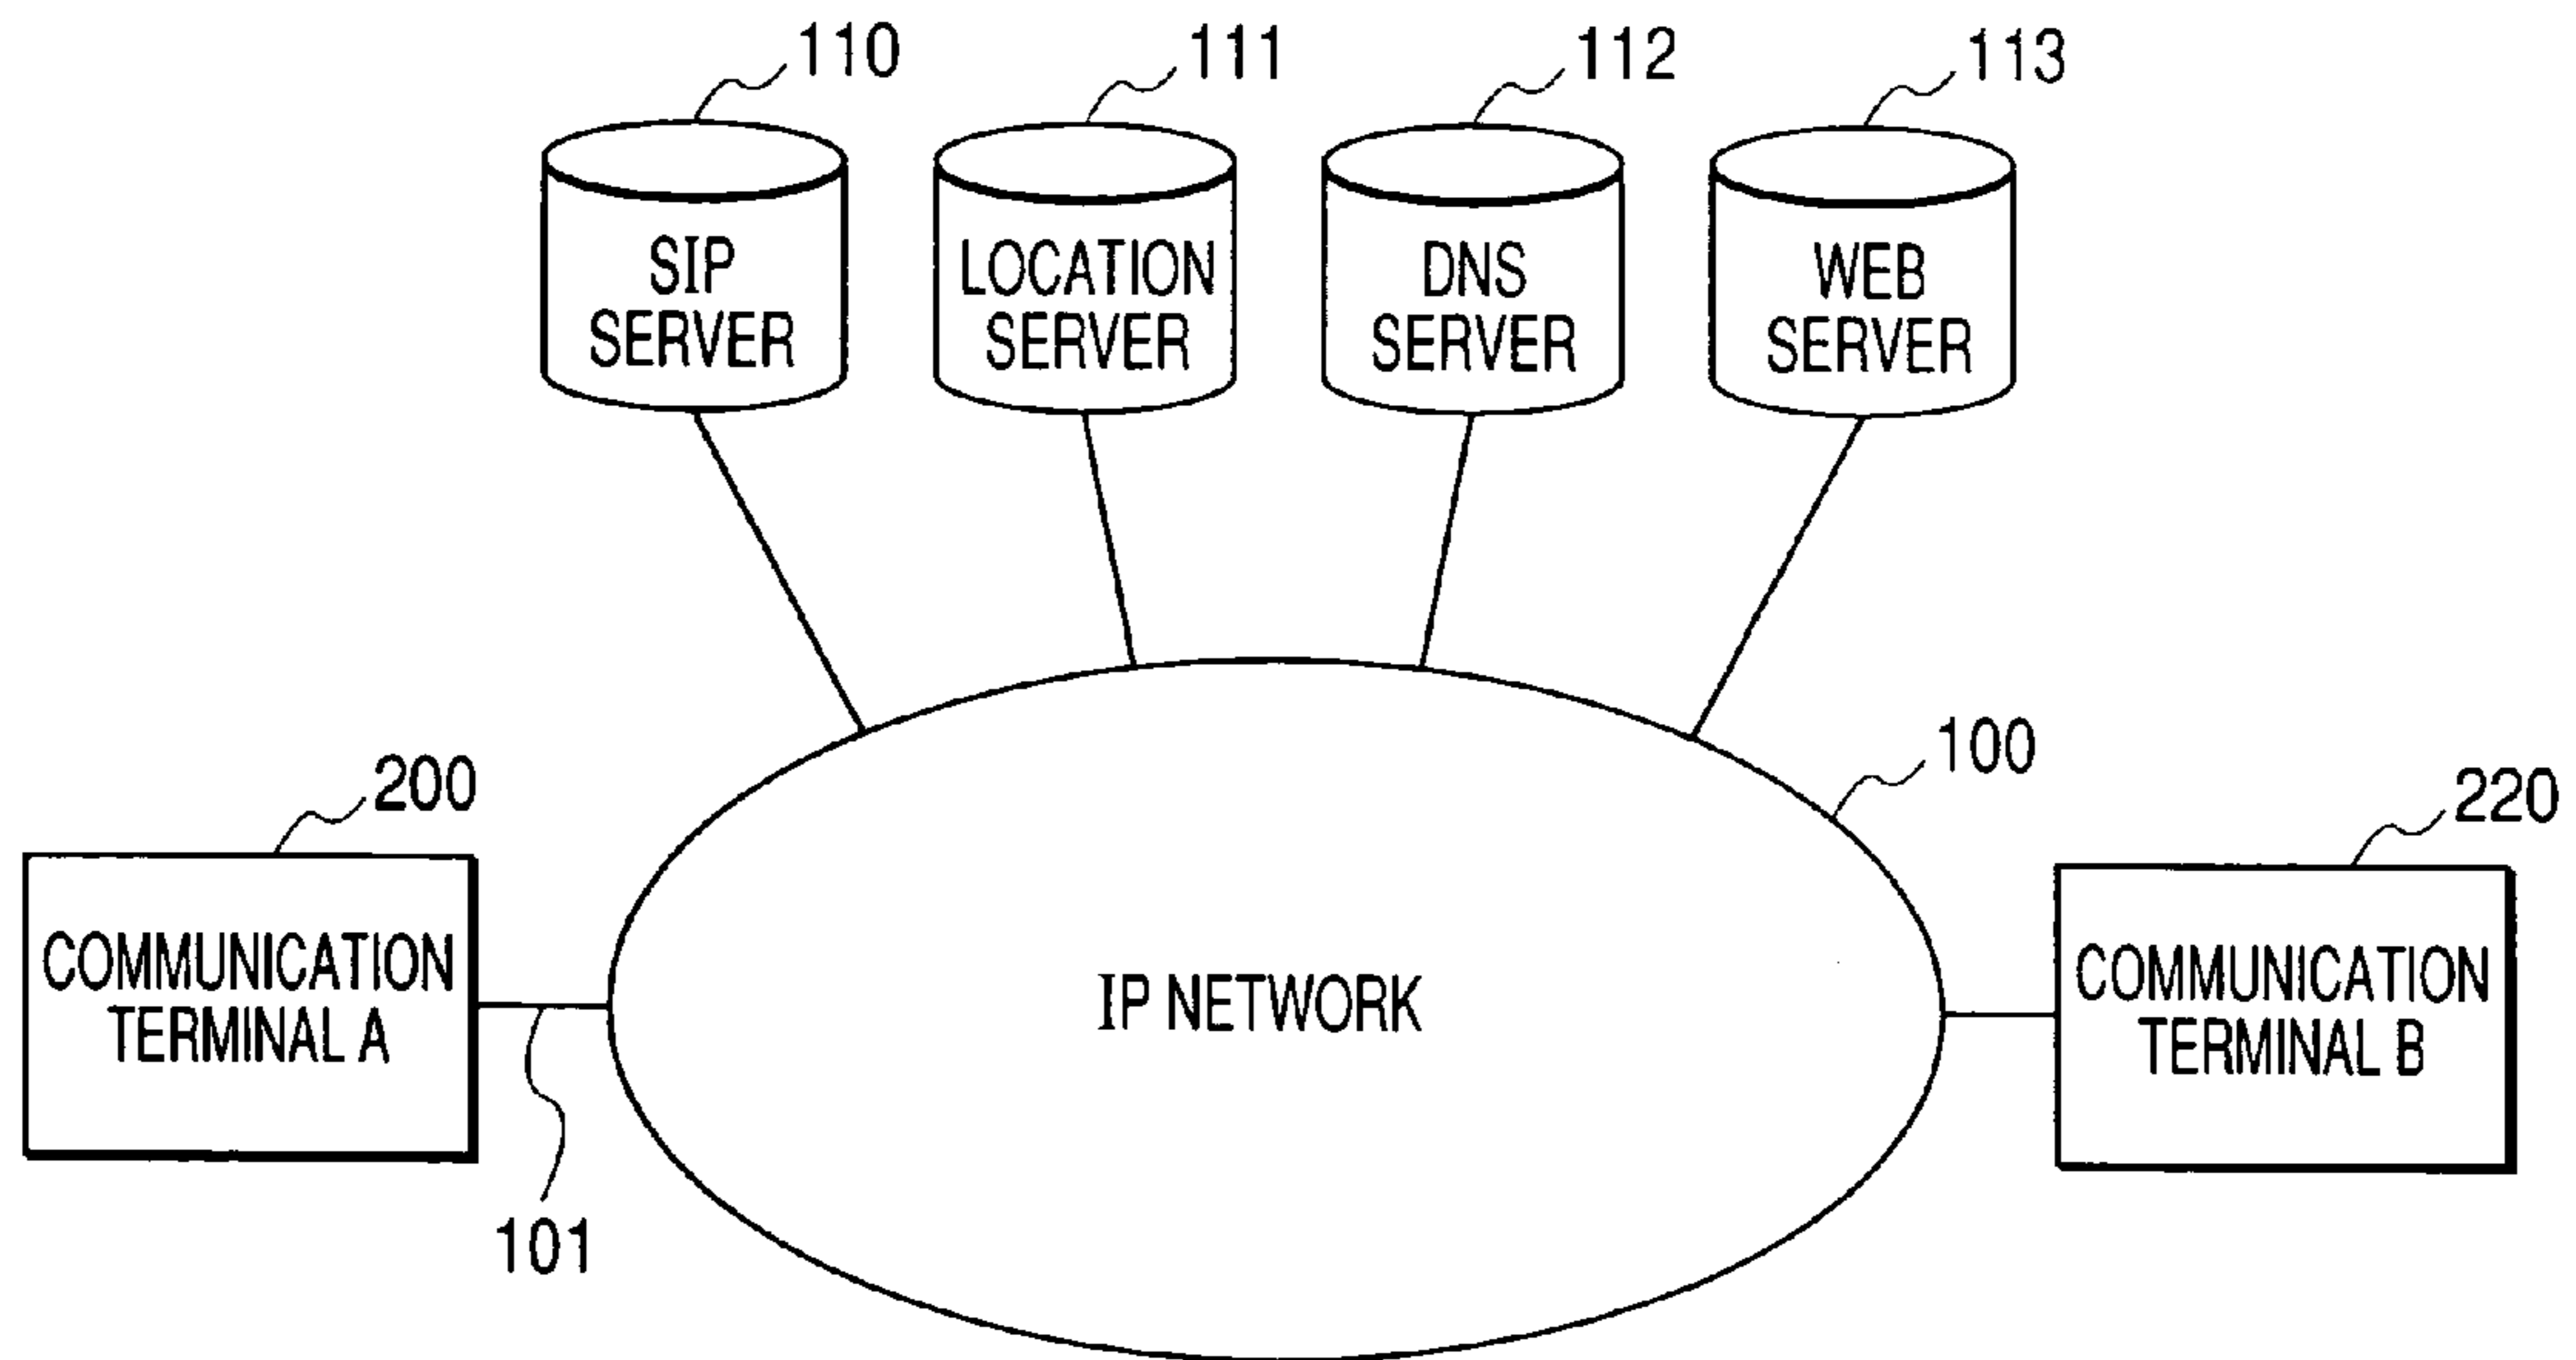 110
111
112
113
SIP
SERVER
LOCATION
SERVER
DNS
SERVER
WEB
SERVER
100
200
220
COMMUNICATION
TERMINAL A
IP NETWORK
COMMUNICATION
TERMINAL B
101